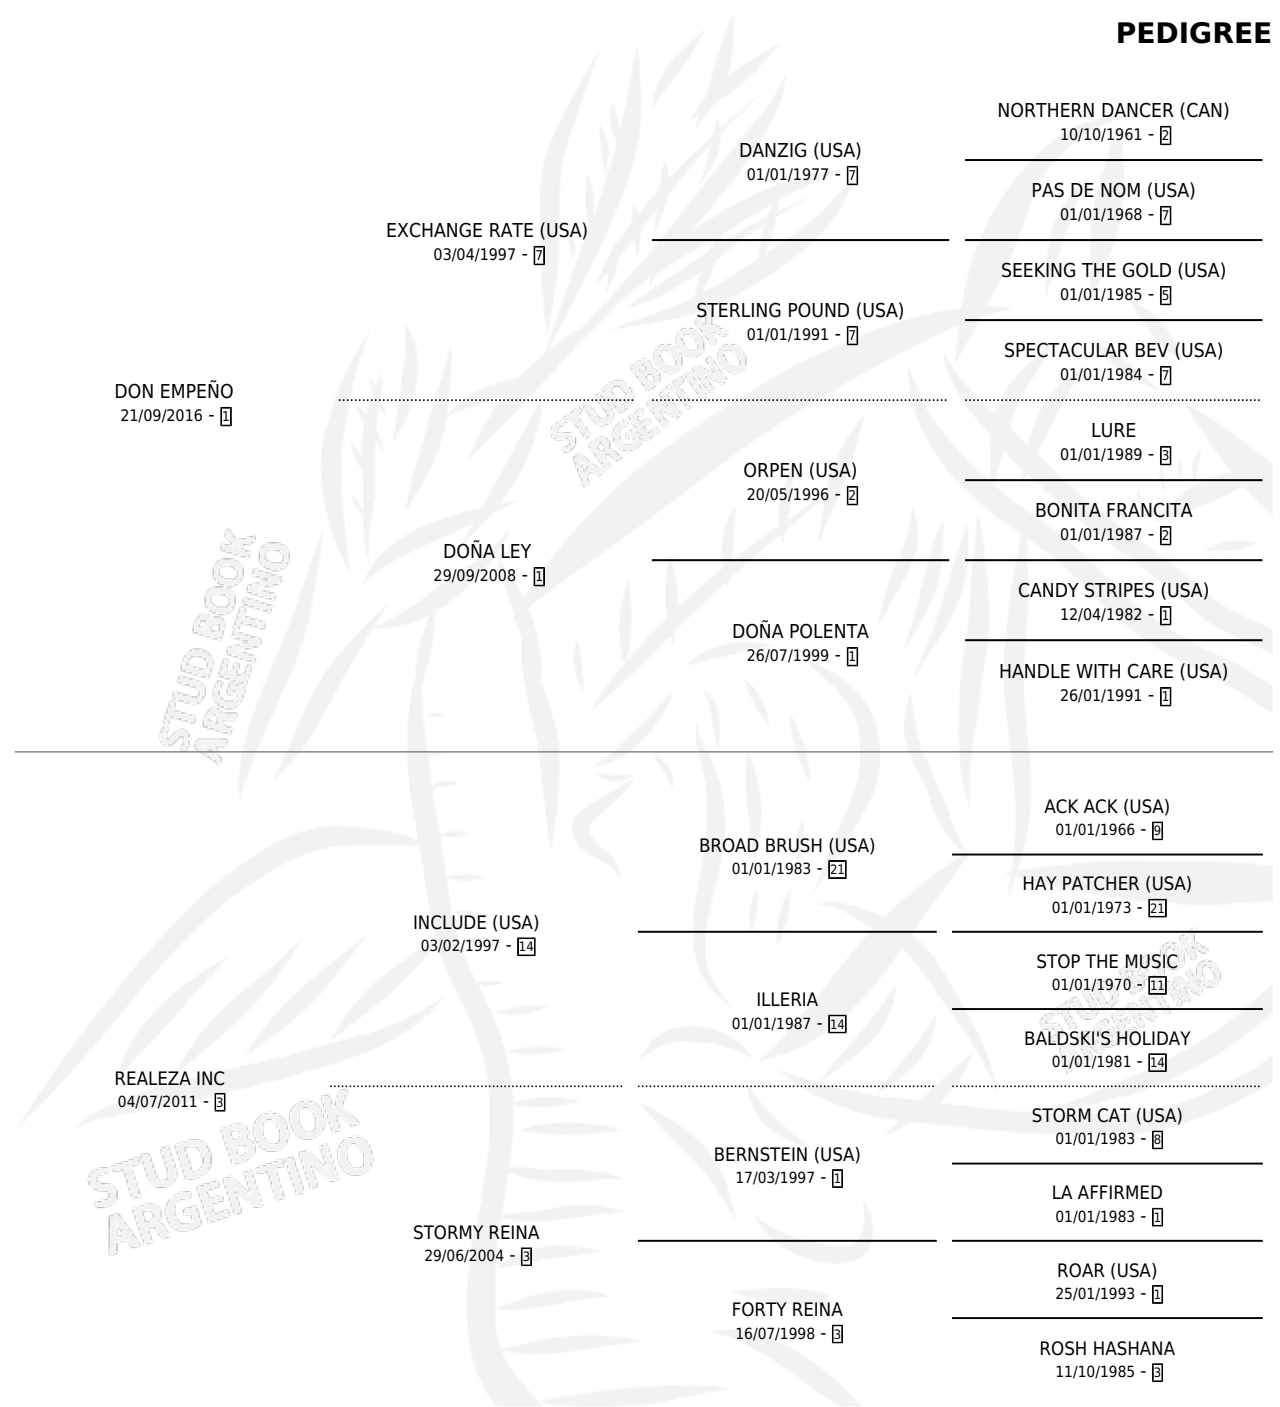 PEDIGREE
NORTHERN DANCER (CAN)
10/10/1961 - 2
DANZIG (USA)
01/01/1977 - 7
PAS DE NOM (USA)
01/01/1968 - 7
EXCHANGE RATE (USA)
03/04/1997 - 7
SEEKING THE GOLD (USA)
01/01/1985 - 5
STERLING POUND (USA)
01/01/1991 - 7
SPECTACULAR BEV (USA)
01/01/1984 - 7
STUD BOOK
ARGENTINO
DON EMPEÑO
21/09/2016 - 1
LURE
01/01/1989 - 3
ORPEN (USA)
20/05/1996 - 2
BONITA FRANCITA
01/01/1987 - 2
DOÑA LEY
29/09/2008 - 1
CANDY STRIPES (USA)
12/04/1982 - 1
DOÑA POLENTA
26/07/1999 - 1
HANDLE WITH CARE (USA)
26/01/1991 - 1
STUD BOOK
ARGENTINO
ACK ACK (USA)
01/01/1966 - 9
BROAD BRUSH (USA)
01/01/1983 - 21
HAY PATCHER (USA)
01/01/1973 - 21
INCLUDE (USA)
03/02/1997 - 14
STOP THE MUSIC
01/01/1970 - 11
ILLERIA
01/01/1987 - 14
BALDSKI'S HOLIDAY
01/01/1981 - 14
STUD BOOK
ARGENTINO
REALEZA INC
04/07/2011 - 3
STORM CAT (USA)
01/01/1983 - 8
BERNSTEIN (USA)
17/03/1997 - 1
LA AFFIRMED
01/01/1983 - 1
STUD BOOK
ARGENTINO
STORMY REINA
29/06/2004 - 3
ROAR (USA)
25/01/1993 - 1
FORTY REINA
16/07/1998 - 3
ROSH HASHANA
11/10/1985 - 3